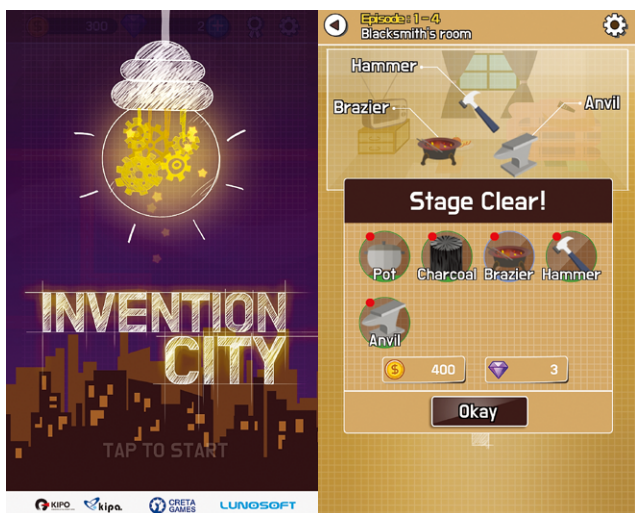 300
2
INVENTION
CITY
TAP TO START
KIPO
kipa.
CRETA
GAMES
LUNOSOFT
Episode : 1-4
Blacksmith's room
Hammer
Brazier
Anvil
Stage Clear!
Pot Charcoal Brazier Hammer
Anvil
400 3
Okay